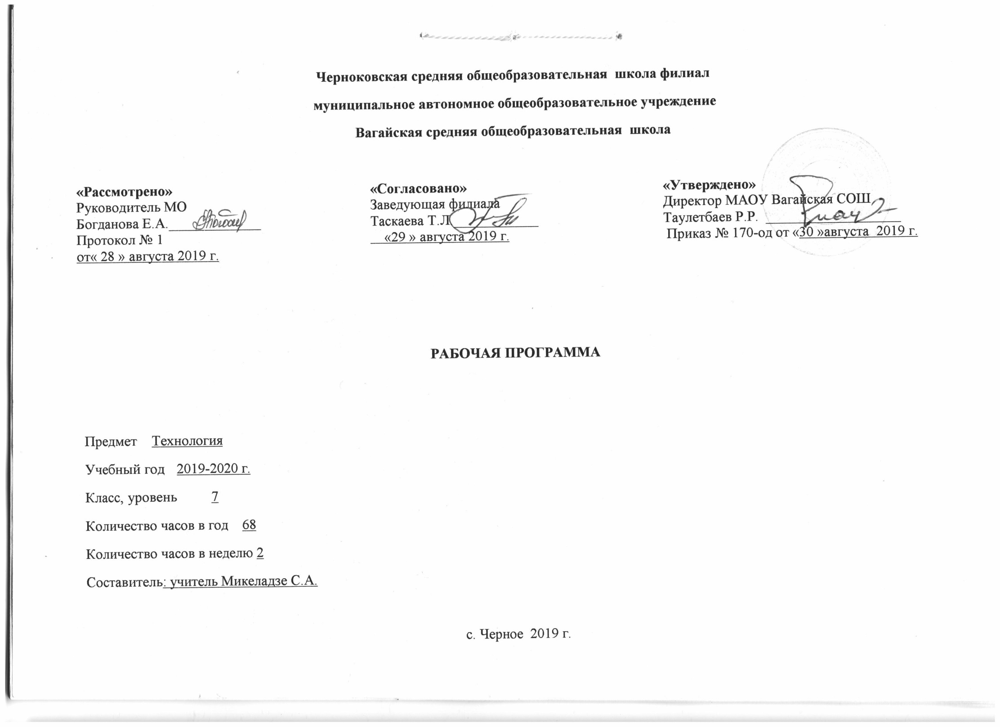 Черноковская средняя общеобразовательная школа филиал
муниципальное автономное общеобразовательное учреждение
Вагайская средняя общеобразовательная школа
«Рассмотрено»
Руководитель МО
Богданова Е.А.
Протокол № 1
от« 28 » августа 2019 г.
«Согласовано»
Заведующая филиала
Таскаева Т.Л
«29 » августа 2019 г.
«Утверждено»
Директор МАОУ Вагайская СОШ
Таулетбаев Р.Р.
Приказ № 170-од от «30 »августа 2019 г.
РАБОЧАЯ ПРОГРАММА
Предмет Технология
Учебный год 2019-2020 г.
Класс, уровень 7
Количество часов в год 68
Количество часов в неделю 2
Составитель: учитель Микеладзе С.А.
с. Черное 2019 г.